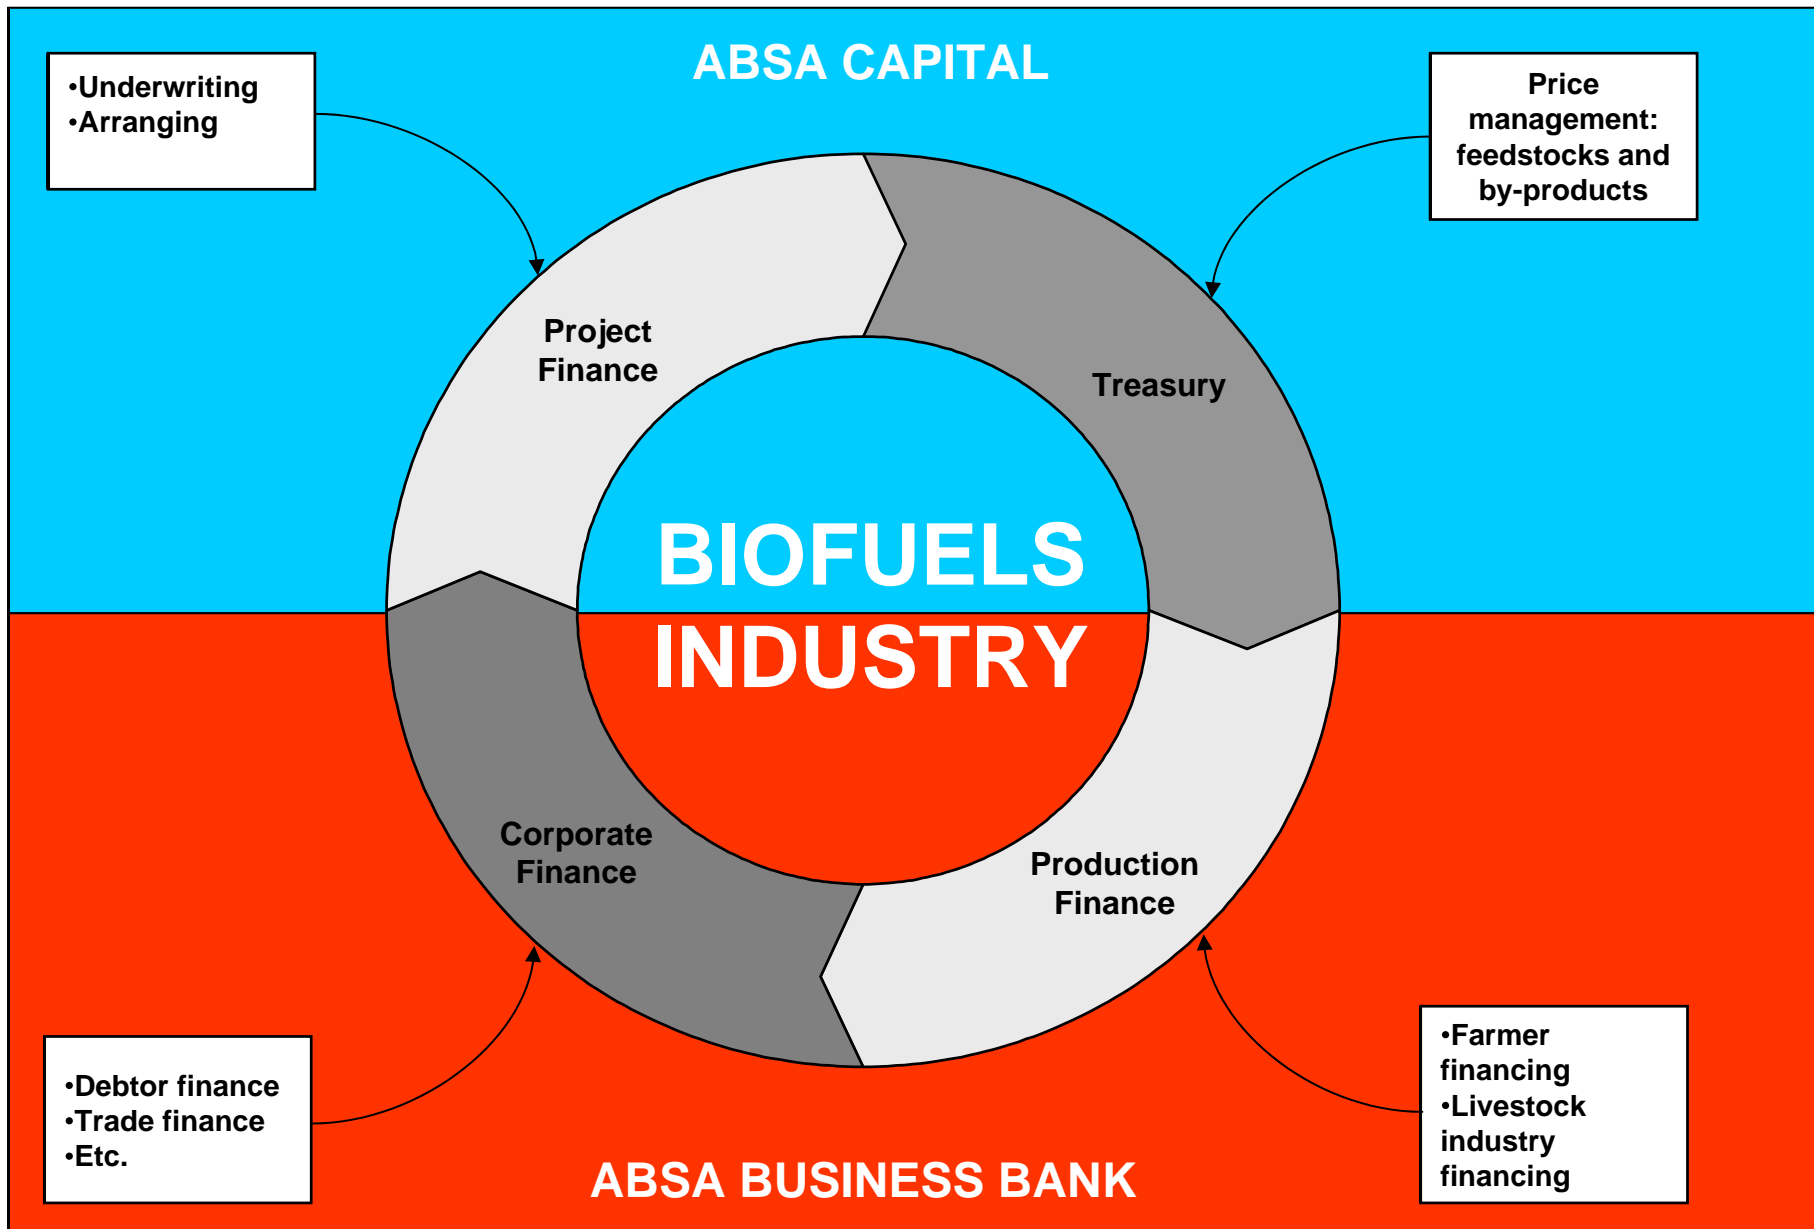 ABSA CAPITAL
•Underwriting
•Arranging
Price
management:
feedstocks and
by-products
Project
Finance
Treasury
BIOFUELS
INDUSTRY
Corporate
Finance
Production
Finance
•Debtor finance
•Trade finance
•Etc.
•Farmer
financing
•Livestock
industry
financing
ABSA BUSINESS BANK